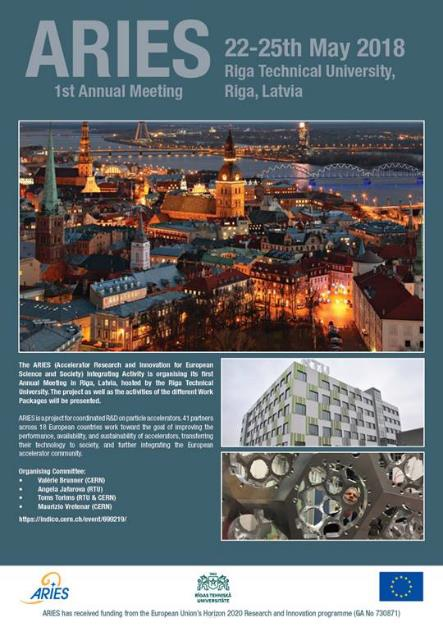 ARIES
1st Annual Meeting
22-25th May 2018
Riga Technical University,
Riga, Latvia
The ARIES (Accelerator Research and Innovation for European
Science and Society) Integrating Activity is organising its first
Annual Meeting in Riga, Latvia, hosted by the Riga Technical
University. The project as well as the activities of the different Work
Packages will be presented.
ARIES is a project for coordinated R&D on particle accelerators. 41 partners
across 18 European countries work toward the goal of improving the
performance, availability, and sustainability of accelerators, transferring
their technology to society, and further integrating the European
accelerator community.
Organising Committee:
• Valérie Brunner (CERN)
• Angela Jafarova (RTU)
• Toms Torims (RTU & CERN)
• Maurizio Vretenar (CERN)
https://indico.cern.ch/event/699219/
ARIES
RĪGAS TEHNISKĀ
UNIVERSITĀTE
ARIES has received funding from the European Union's Horizon 2020 Research and Innovation programme (GA No 730871)